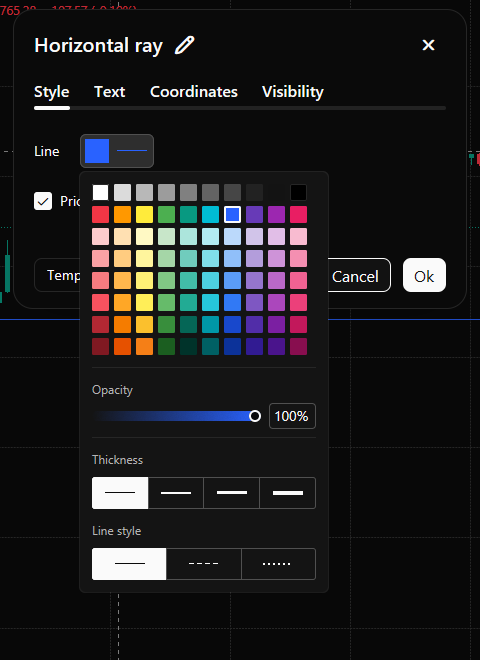 Horizontal ray
Style Text Coordinates Visibility
Line
Cancel Ok
Opacity
100%
Thickness
Line style